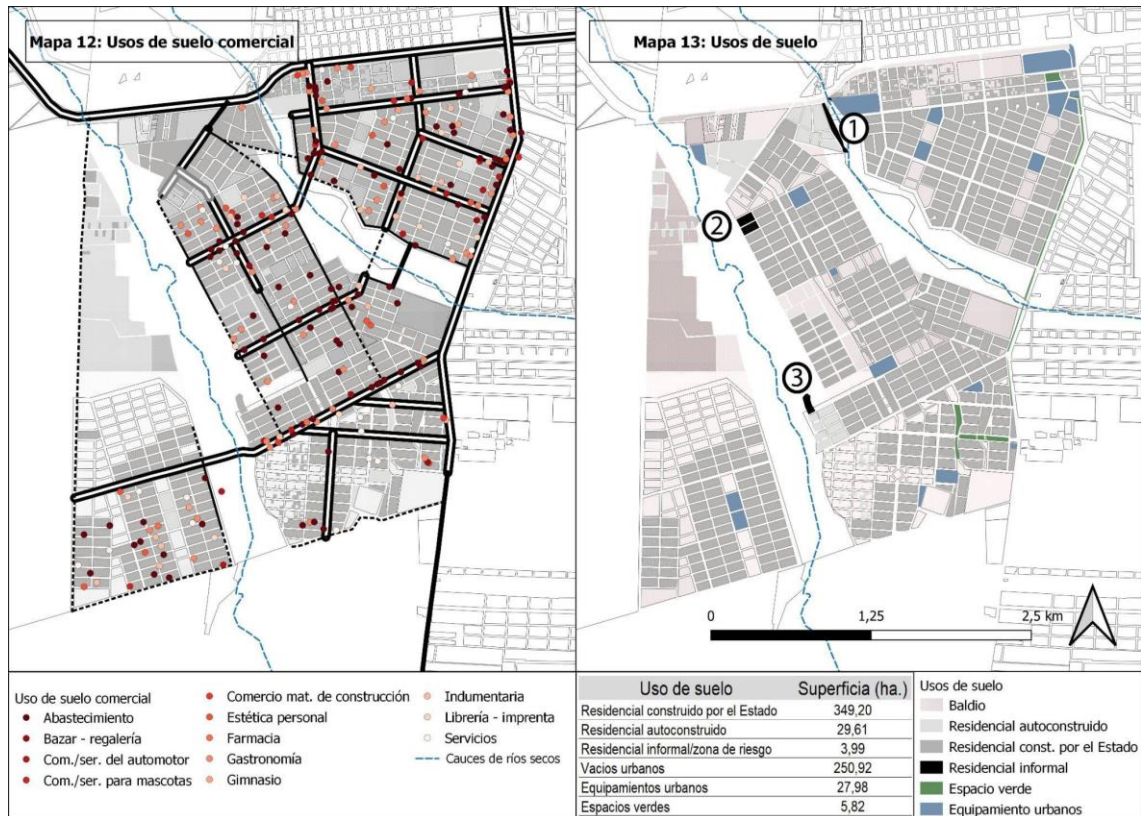 Mapa 12: Usos de suelo comercial
Mapa 13: Usos de suelo
1
2
3
0 1,25 2,5 km
Uso de suelo comercial
Abastecimiento
Bazar - regalería
Com./ser. del automotor
Com./ser. para mascotas
Comercio mat. de construcción
Estética personal
Farmacia
Gastronomía
Gimnasio
Indumentaria
Librería - imprenta
Servicios
Cauces de ríos secos
Uso de suelo Superficia (ha.)
Residencial construido por el Estado 349,20
Residencial autoconstruido 29,61
Residencial informal/zona de riesgo 3,99
Vacios urbanos 250,92
Equipamientos urbanos 27,98
Espacios verdes 5,82
Usos de suelo
Baldio
Residencial autoconstruido
Residencial const. por el Estado
Residencial informal
Espacio verde
Equipamiento urbanos